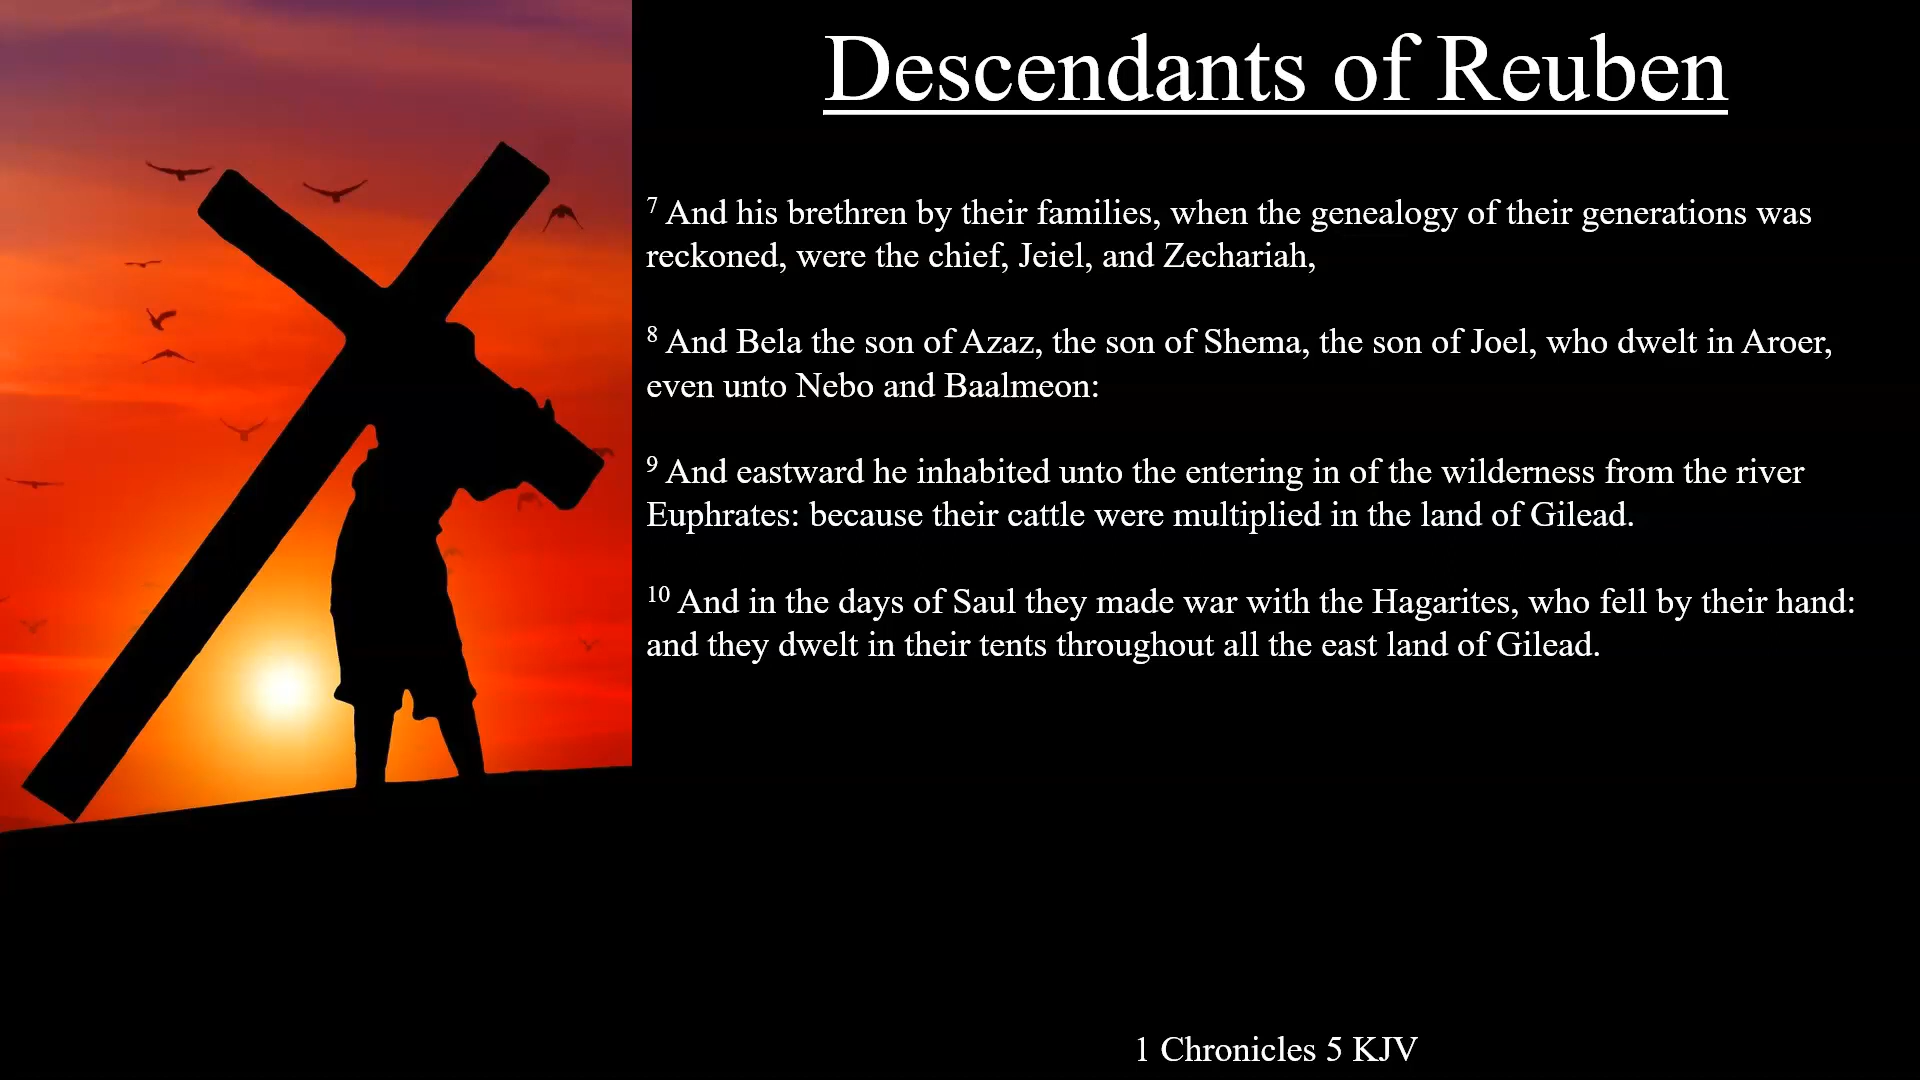 Descendants of Reuben
7 And his brethren by their families, when the genealogy of their generations was
reckoned, were the chief, Jeiel, and Zechariah,
8 And Bela the son of Azaz, the son of Shema, the son of Joel, who dwelt in Aroer,
even unto Nebo and Baalmeon:
9 And eastward he inhabited unto the entering in of the wilderness from the river
Euphrates: because their cattle were multiplied in the land of Gilead.
10 And in the days of Saul they made war with the Hagarites, who fell by their hand:
and they dwelt in their tents throughout all the east land of Gilead.
1 Chronicles 5 KJV